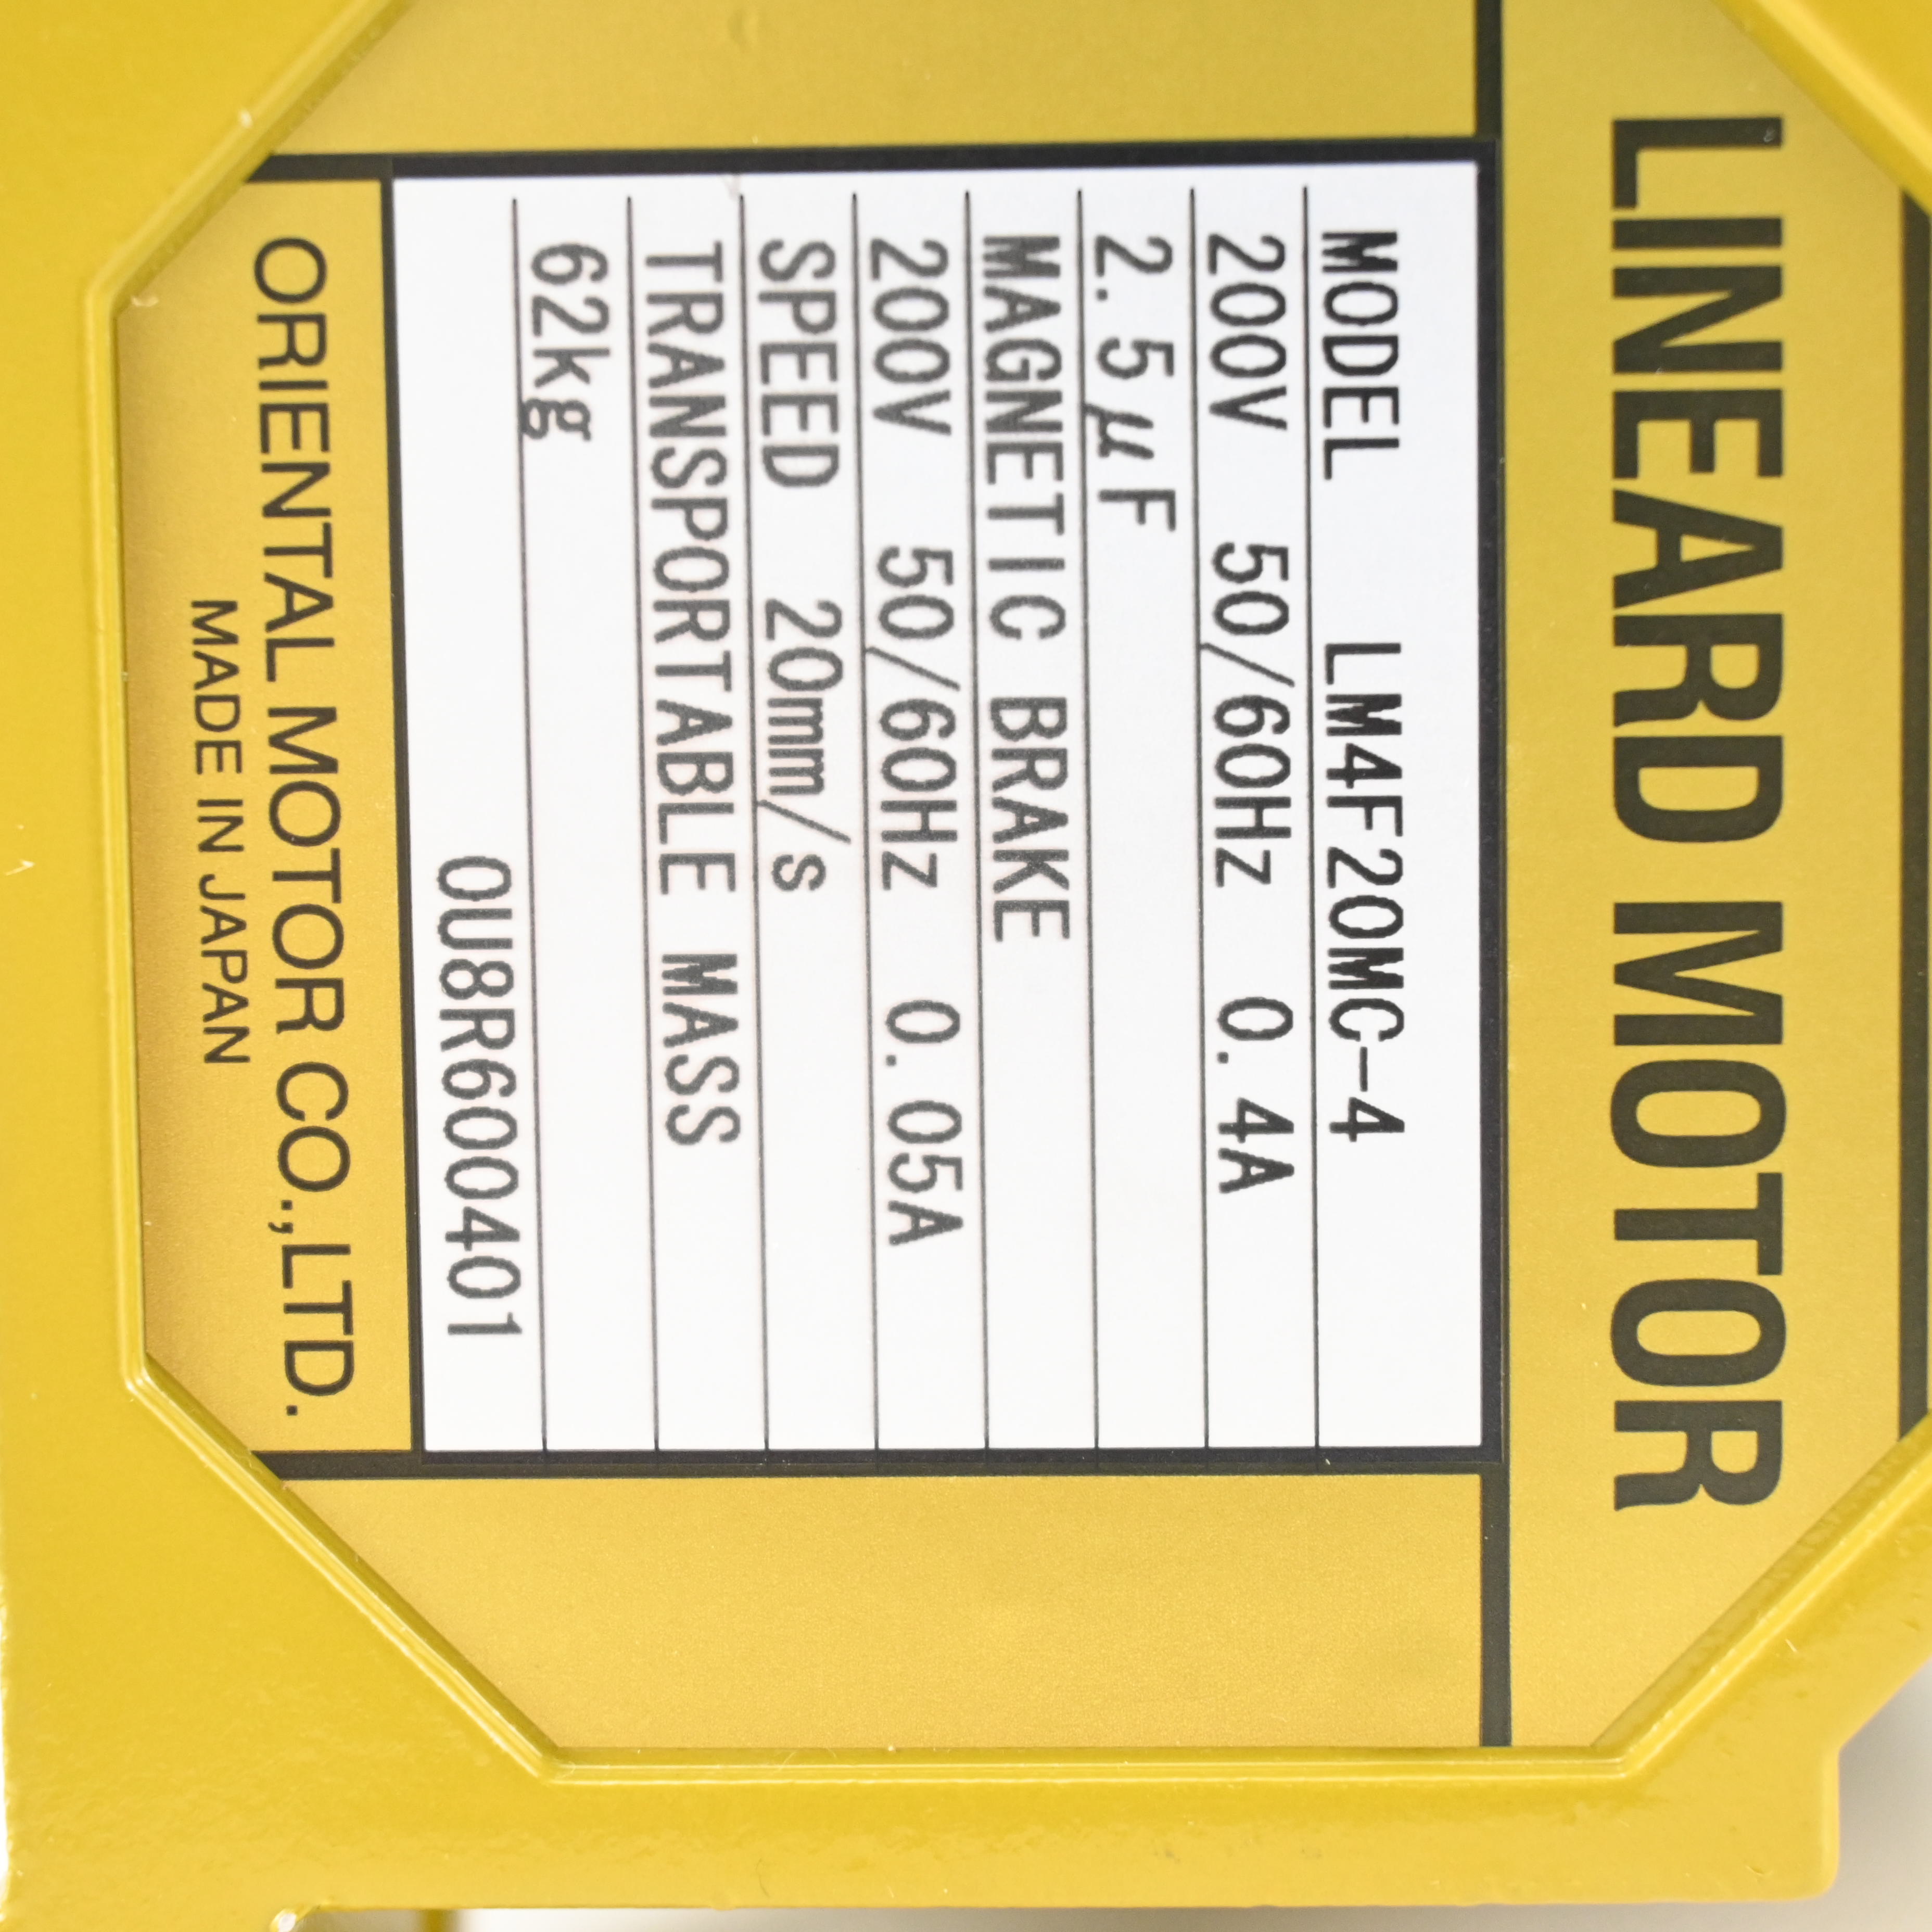 LINEARD MOTOR
MODEL LM4F20MC-4
200V 50/60Hz 0.4A
2.5μF
MAGNETIC BRAKE
200V 50/60Hz 0.05A
SPEED 20mm/s
TRANSPORTABLE MASS
62kg
0U8R600401
ORIENTAL MOTOR CO.,LTD.
MADE IN JAPAN